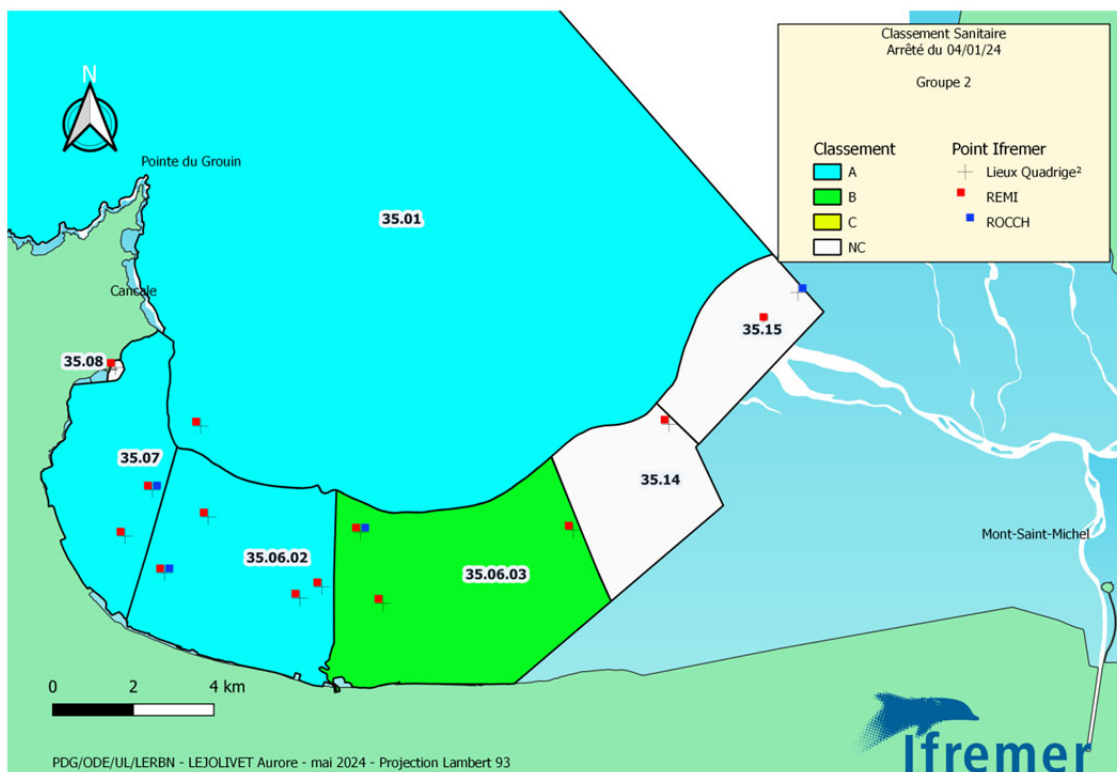 Classement Sanitaire
Arrêté du 04/01/24
Groupe 2
Classement
A
B
C
NC
Point Ifremer
Lieux Quadrige²
REMI
ROCCH
N
Pointe du Grouin
35.01
Cancale
35.15
35.08
35.07
35.14
Mont-Saint-Michel
35.06.02
35.06.03
0 2 4 km
Ifremer
PDG/ODE/UL/LERBN - LEJOLIVET Aurore - mai 2024 - Projection Lambert 93